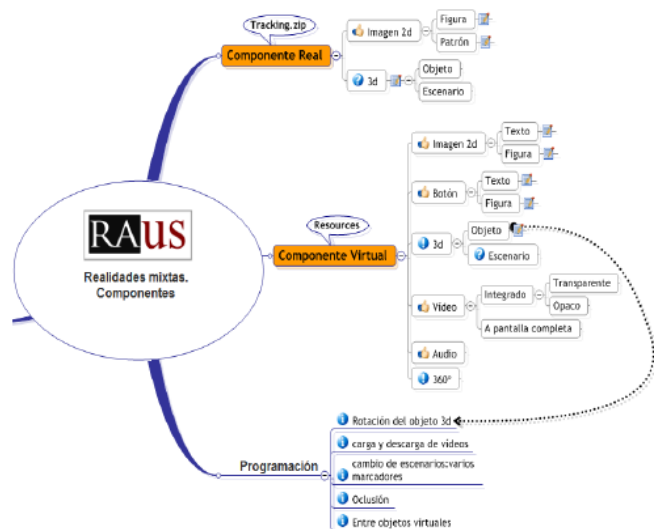 Tracking.zip
Componente Real
Imagen 2d
Figura
Patrón
3d
Objeto
Escenario
RAUS
Realidades mixtas.
Componentes
Resources
Componente Virtual
Imagen 2d
Texto
Figura
Botón
Texto
Figura
3d
Objeto
Escenario
Vídeo
Integrado
Transparente
Opaco
A pantalla completa
Audio
360º
Programación
Rotación del objeto 3d
carga y descarga de vídeos
cambio de escenarios:varios
marcadores
Oclusión
Entre objetos virtuales